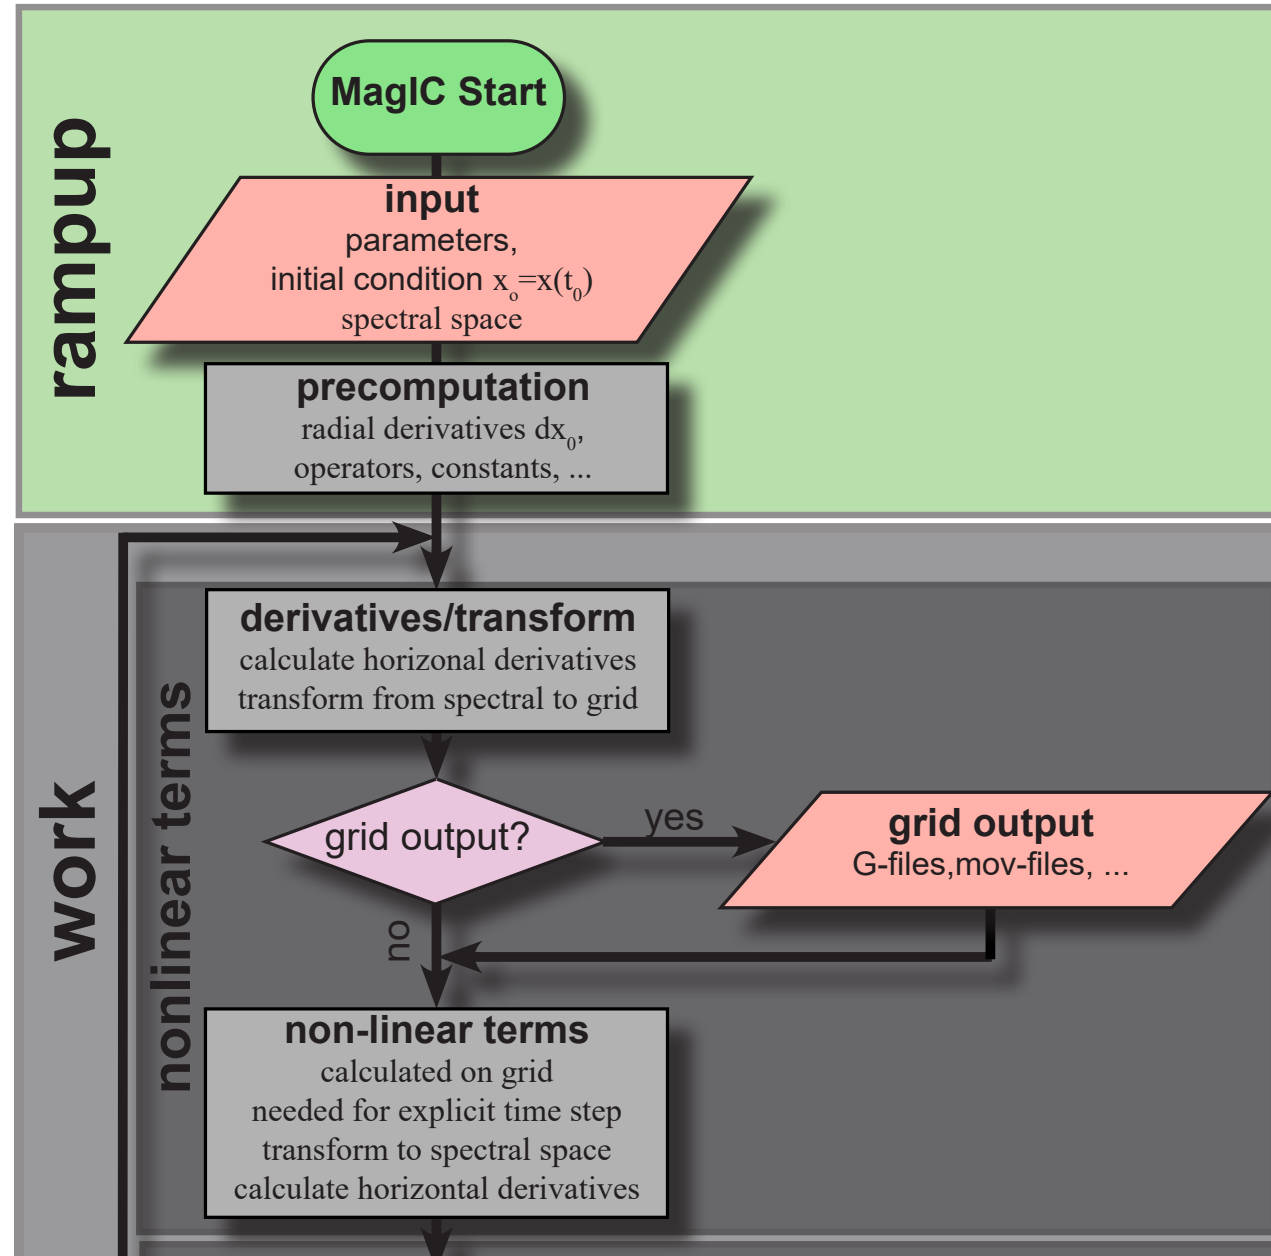 rampup
MagIC Start
input
parameters,
initial condition x₀=x(t₀)
spectral space
precomputation
radial derivatives dx₀,
operators, constants, ...
work
nonlinear terms
derivatives/transform
calculate horizonal derivatives
transform from spectral to grid
grid output?
yes
grid output
G-files,mov-files, ...
no
non-linear terms
calculated on grid
needed for explicit time step
transform to spectral space
calculate horizontal derivatives